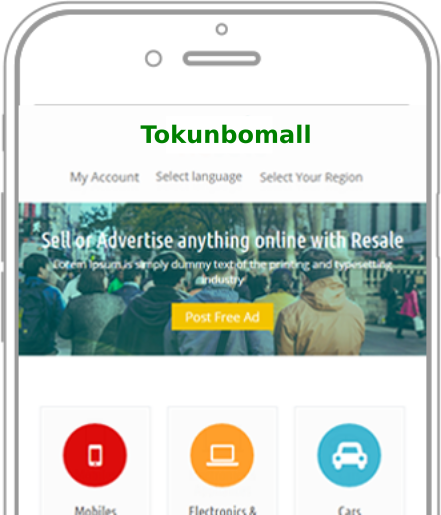 Tokunbomall
My Account Select language Select Your Region
Sell or Advertise anything online with Resale
Lorem Ipsum is simply dummy text of the printing and typesetting
industry
Post Free Ad
Mobiles Electronics & Cars